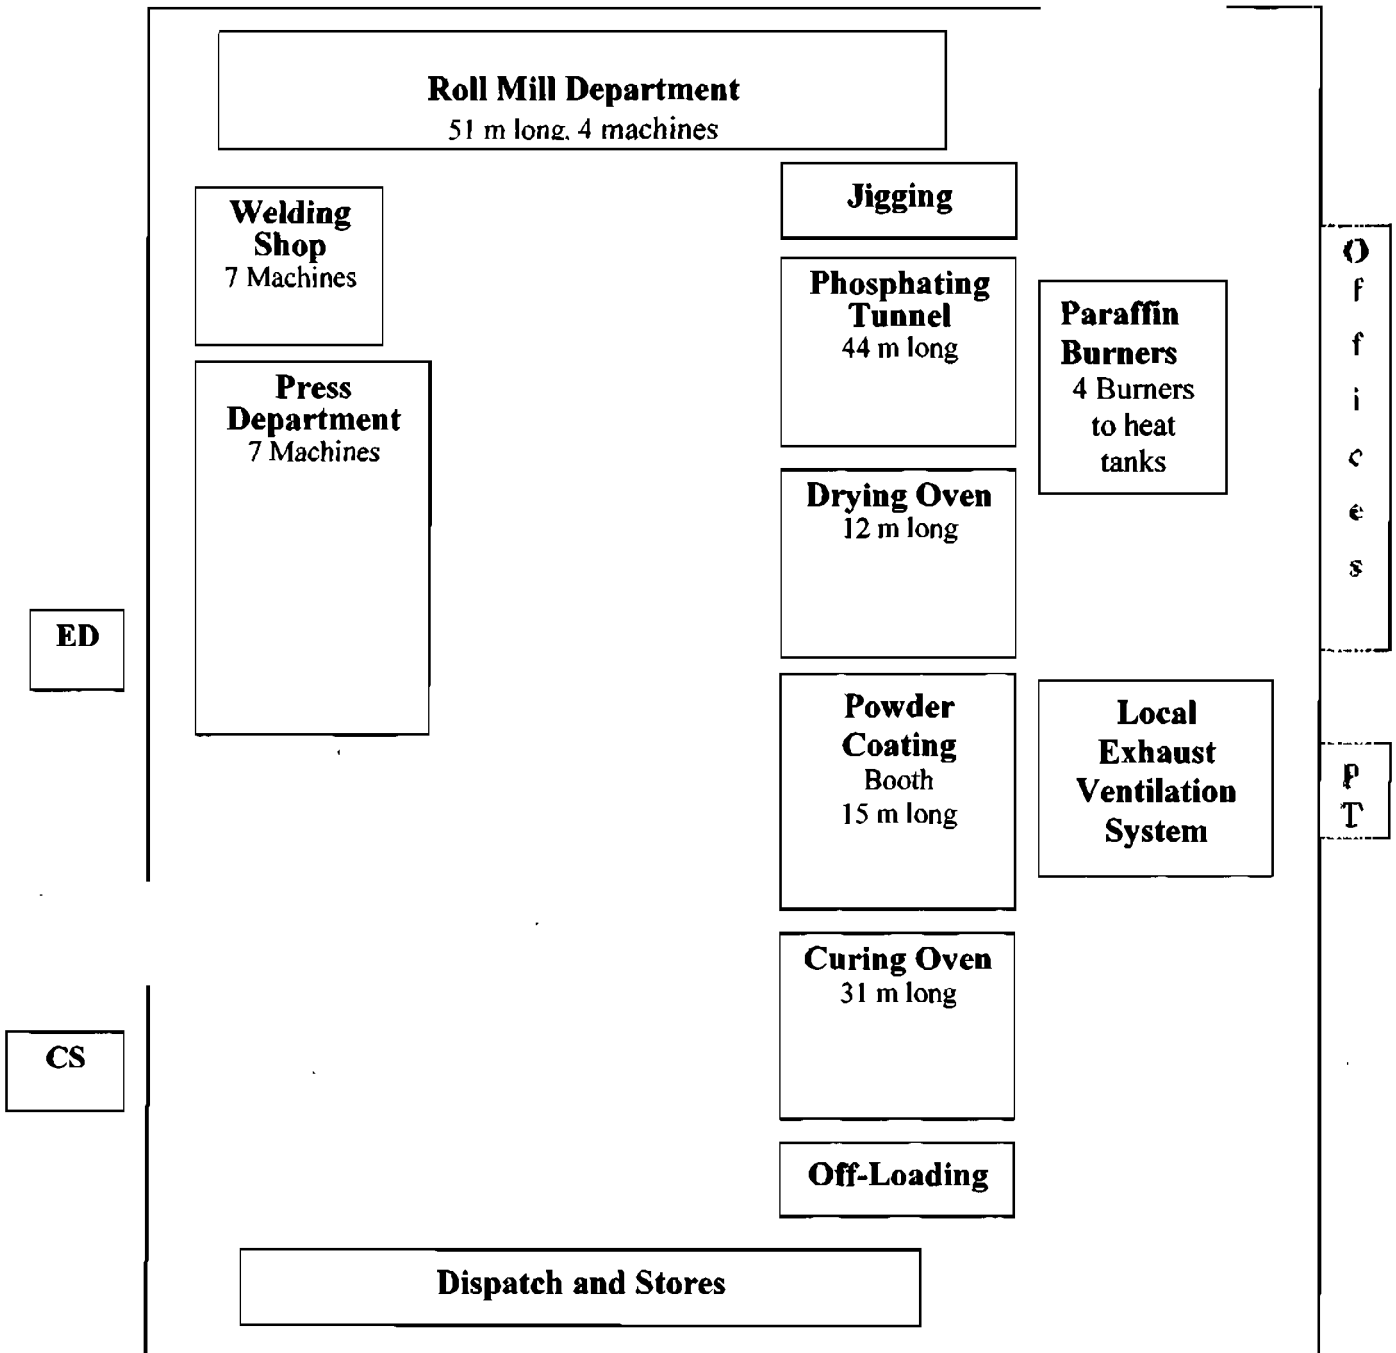 Roll Mill Department
51 m long, 4 machines
Jigging
Welding
Shop
7 Machines
Phosphating
Tunnel
44 m long
Paraffin
Burners
4 Burners
to heat
tanks
O
f
f
i
c
e
s
Press
Department
7 Machines
Drying Oven
12 m long
ED
Powder
Coating
Booth
15 m long
Local
Exhaust
Ventilation
System
P
T
Curing Oven
31 m long
CS
Off-Loading
Dispatch and Stores